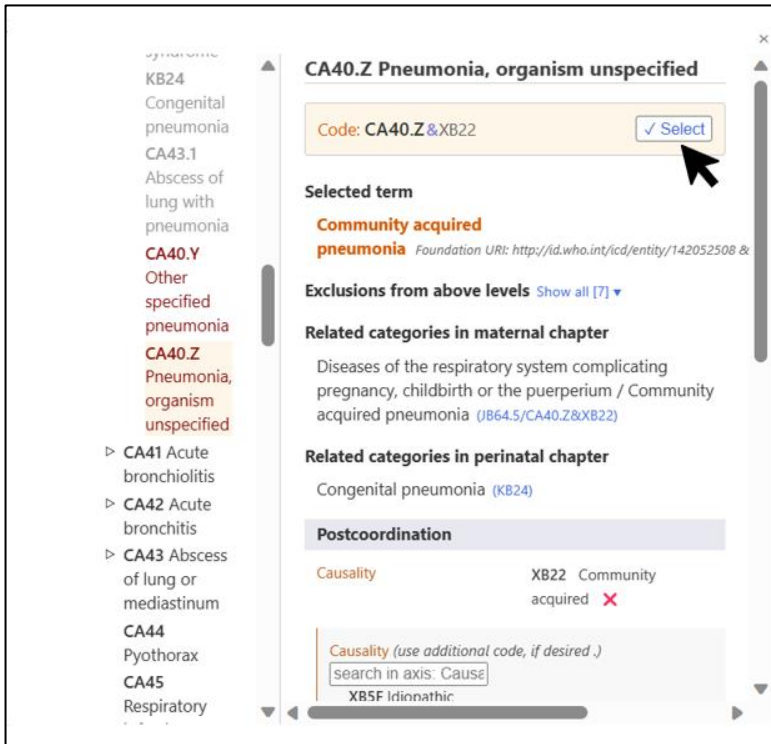 syndrome
KB24
Congenital
pneumonia
CA43.1
Abscess of
lung with
pneumonia
CA40.Y
Other
specified
pneumonia
CA40.Z
Pneumonia,
organism
unspecified
▷ CA41 Acute
bronchiolitis
▷ CA42 Acute
bronchitis
▷ CA43 Abscess
of lung or
mediastinum
CA44
Pyothorax
CA45
Respiratory
×
CA40.Z Pneumonia, organism unspecified
Code: CA40.Z&XB22
✓ Select
Selected term
Community acquired
pneumonia Foundation URI: http://id.who.int/icd/entity/142052508 &
Exclusions from above levels Show all [7] ▼
Related categories in maternal chapter
Diseases of the respiratory system complicating
pregnancy, childbirth or the puerperium / Community
acquired pneumonia (JB64.5/CA40.Z&XB22)
Related categories in perinatal chapter
Congenital pneumonia (KB24)
Postcoordination
Causality XB22 Community
acquired ❌
Causality (use additional code, if desired .)
search in axis: Causa
XB5F Idiopathic